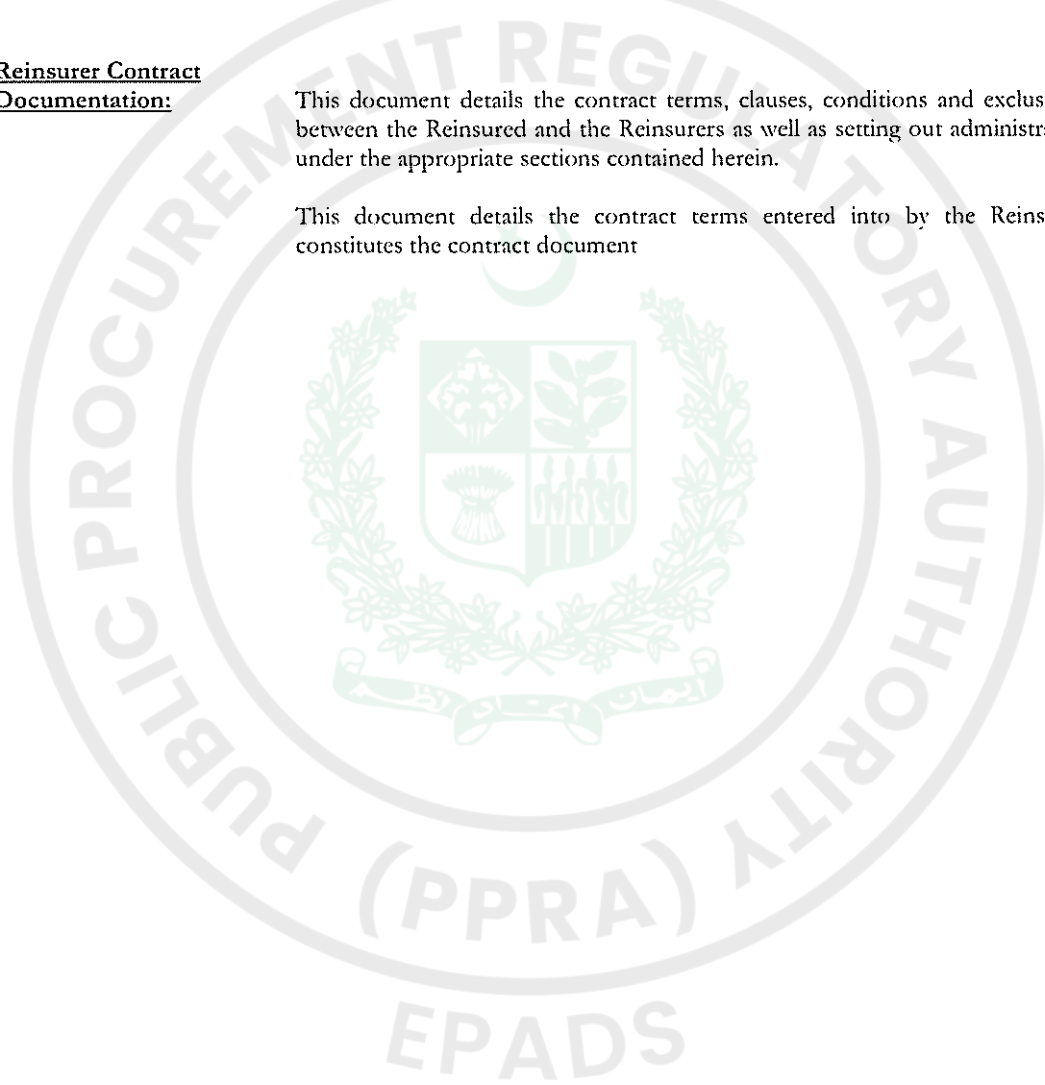 Reinsurer Contract
Documentation:
This document details the contract terms, clauses, conditions and exclus
between the Reinsured and the Reinsurers as well as setting out administr
under the appropriate sections contained herein.
This document details the contract terms entered into by the Reins
constitutes the contract document
PUBLIC PROCUREMENT REGULATORY AUTHORITY
(PPRA)
EPADS